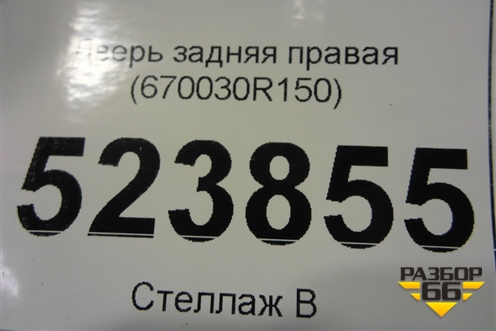 Дверь задняя правая
(670030R150)
523855
Стеллаж В
РАЗБОР
66